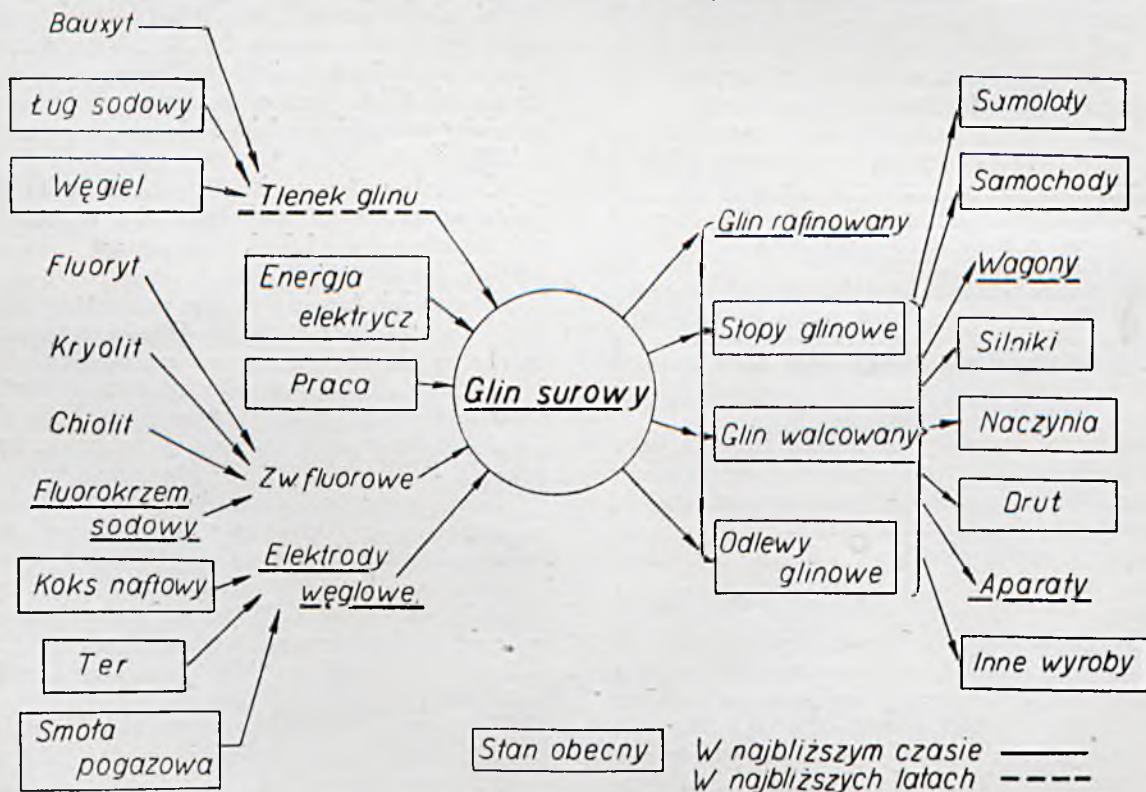 Bauxyt
Ług sodowy
Węgiel
Tlenek glinu
Fluoryt
Kryolit
Chiolit
Fluorokrzem.
sodowy.
Koks naftowy
Ter
Smoła
pogazowa
Energja
elektrycz.
Praca
Zw. fluorowe
Elektrody
węglowe.
Glin surowy
Glin rafinowany
Stopy glinowe
Glin walcowany
Odlewy
glinowe
Samoloty
Samochody
Wagony
Silniki
Naczynia
Drut
Aparaty
Inne wyroby
Stan obecny
W najbliższym czasie
W najbliższych latach